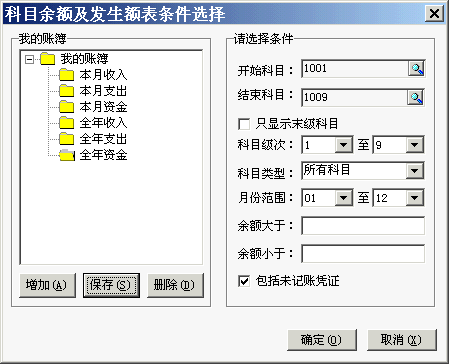 科目余额及发生额表条件选择
我的账簿
我的账簿
本月收入
本月支出
本月资金
全年收入
全年支出
全年资金
增加(A)
保存(S)
删除(D)
请选择条件
开始科目： 1001
结束科目： 1009
只显示末级科目
科目级次： 1 至 9
科目类型： 所有科目
月份范围： 01 至 12
余额大于：
余额小于：
包括未记账凭证
确定(O)
取消(X)